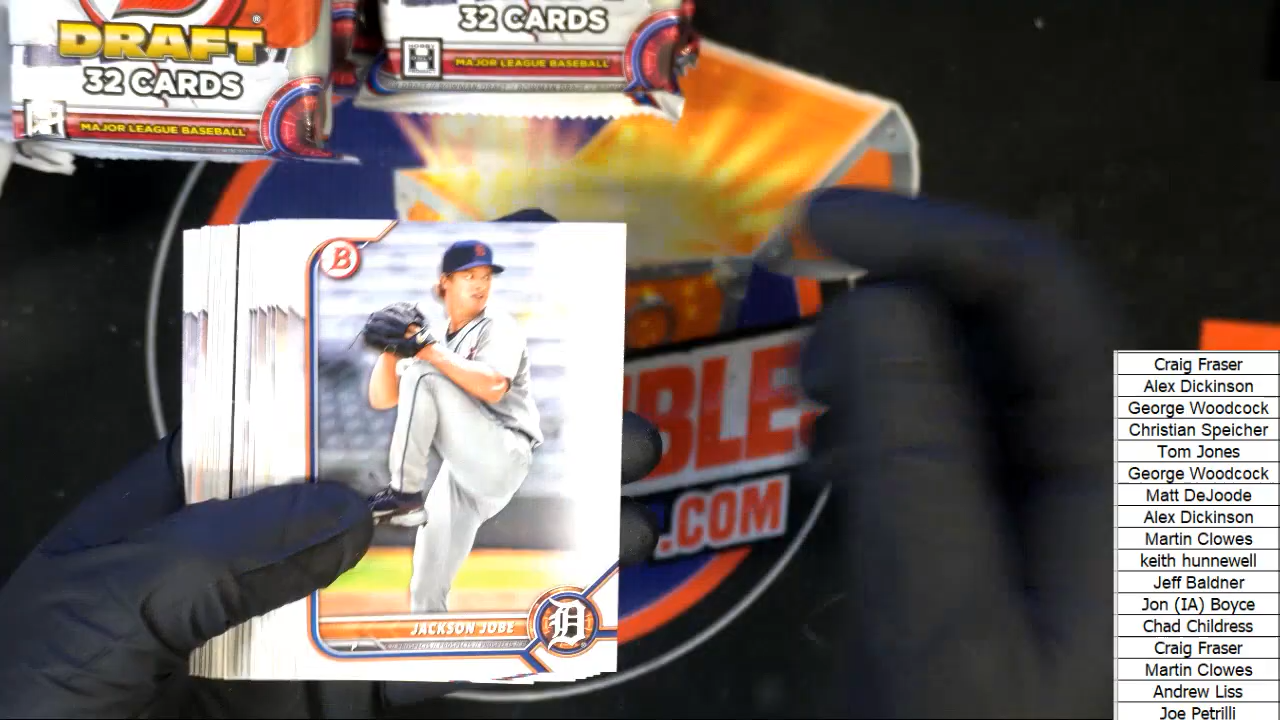 DRAFT
®
32 CARDS
MAJOR LEAGUE BASEBALL
32 CARDS
HOBBY
H
MAJOR LEAGUE BASEBALL
B
JACKSON JOBE
P
D
BLE
.COM
Craig Fraser
Alex Dickinson
George Woodcock
Christian Speicher
Tom Jones
George Woodcock
Matt DeJoode
Alex Dickinson
Martin Clowes
keith hunnewell
Jeff Baldner
Jon (IA) Boyce
Chad Childress
Craig Fraser
Martin Clowes
Andrew Liss
Joe Petrilli